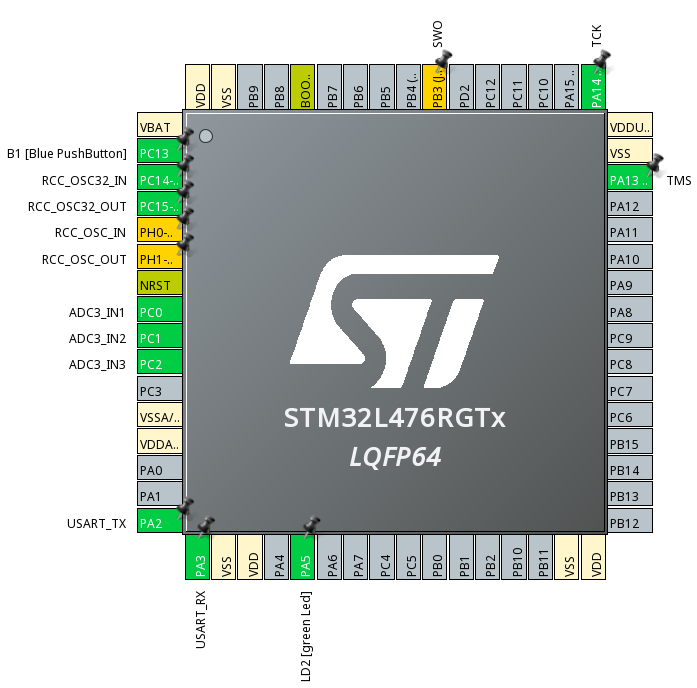 SWO
TCK
VDD
VSS
PB9
PB8
BOO..
PB7
PB6
PB5
PB4 (..
PB3 (J..
PD2
PC12
PC11
PC10
PA15 ..
PA14 ..
VBAT
B1 [Blue PushButton] PC13
RCC_OSC32_IN PC14-..
RCC_OSC32_OUT PC15-..
RCC_OSC_IN PH0-..
RCC_OSC_OUT PH1-..
NRST
ADC3_IN1 PC0
ADC3_IN2 PC1
ADC3_IN3 PC2
PC3
VSSA/..
VDDA..
PA0
PA1
USART_TX PA2
STM32L476RGTx
LQFP64
VDDU..
VSS
PA13 .. TMS
PA12
PA11
PA10
PA9
PA8
PC9
PC8
PC7
PC6
PB15
PB14
PB13
PB12
PA3
VSS
VDD
PA4
PA5
PA6
PA7
PC4
PC5
PB0
PB1
PB2
PB10
PB11
VSS
VDD
USART_RX
LD2 [green Led]